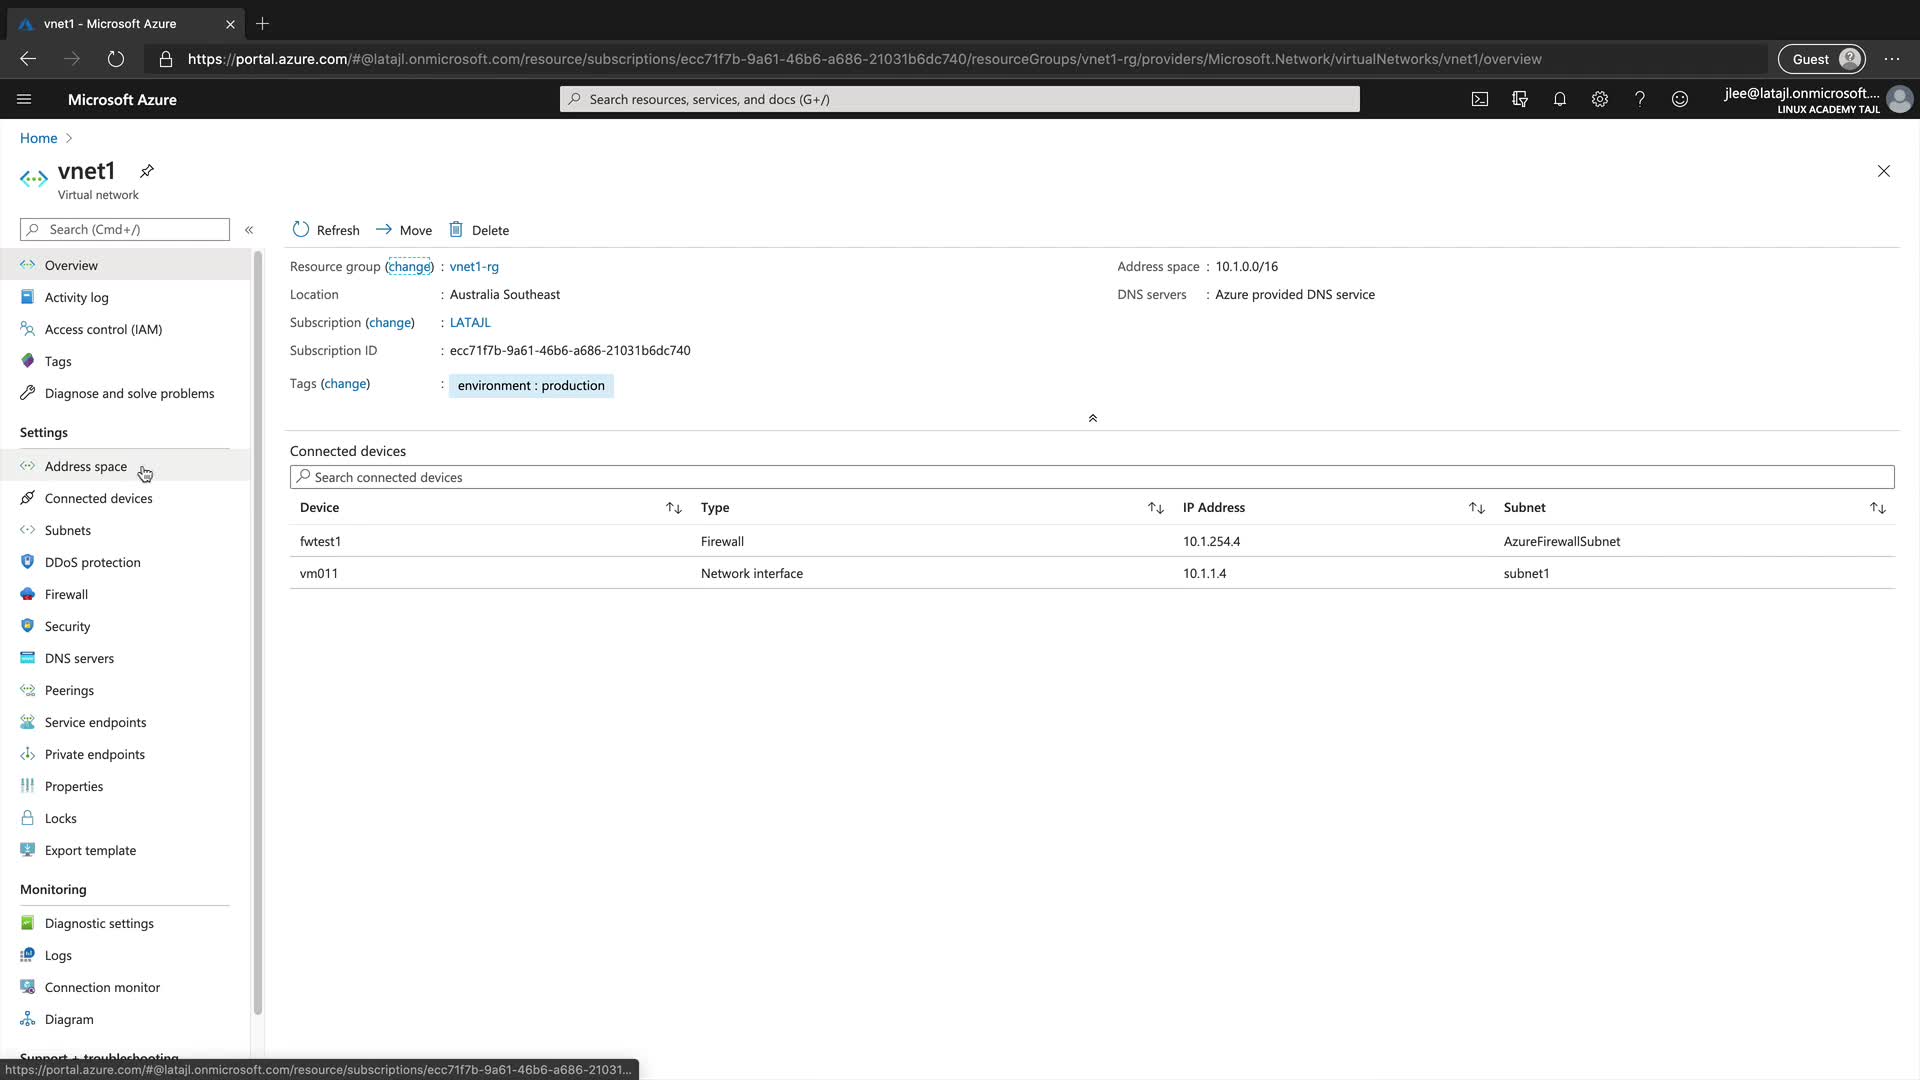 vnet1 - Microsoft Azure
https://portal.azure.com/#@latajl.onmicrosoft.com/resource/subscriptions/ecc71f7b-9a61-46b6-a686-21031b6dc740/resourceGroups/vnet1-rg/providers/Microsoft.Network/virtualNetworks/vnet1/overview
Guest
Microsoft Azure
Search resources, services, and docs (G+/)
jlee@latajl.onmicrosoft....
LINUX ACADEMY TAJL
Home
vnet1
Virtual network
Search (Cmd+/)
Refresh Move Delete
Overview
Activity log
Access control (IAM)
Tags
Diagnose and solve problems
Settings
Address space
Connected devices
Subnets
DDoS protection
Firewall
Security
DNS servers
Peerings
Service endpoints
Private endpoints
Properties
Locks
Export template
Monitoring
Diagnostic settings
Logs
Connection monitor
Diagram
Support + troubleshooting
Resource group (change) : vnet1-rg
Location : Australia Southeast
Subscription (change) : LATAJL
Subscription ID : ecc71f7b-9a61-46b6-a686-21031b6dc740
Tags (change) : environment : production
Address space : 10.1.0.0/16
DNS servers : Azure provided DNS service
Connected devices
Search connected devices
Device Type IP Address Subnet
fwtest1 Firewall 10.1.254.4 AzureFirewallSubnet
vm011 Network interface 10.1.1.4 subnet1
https://portal.azure.com/#@latajl.onmicrosoft.com/resource/subscriptions/ecc71f7b-9a61-46b6-a686-21031...